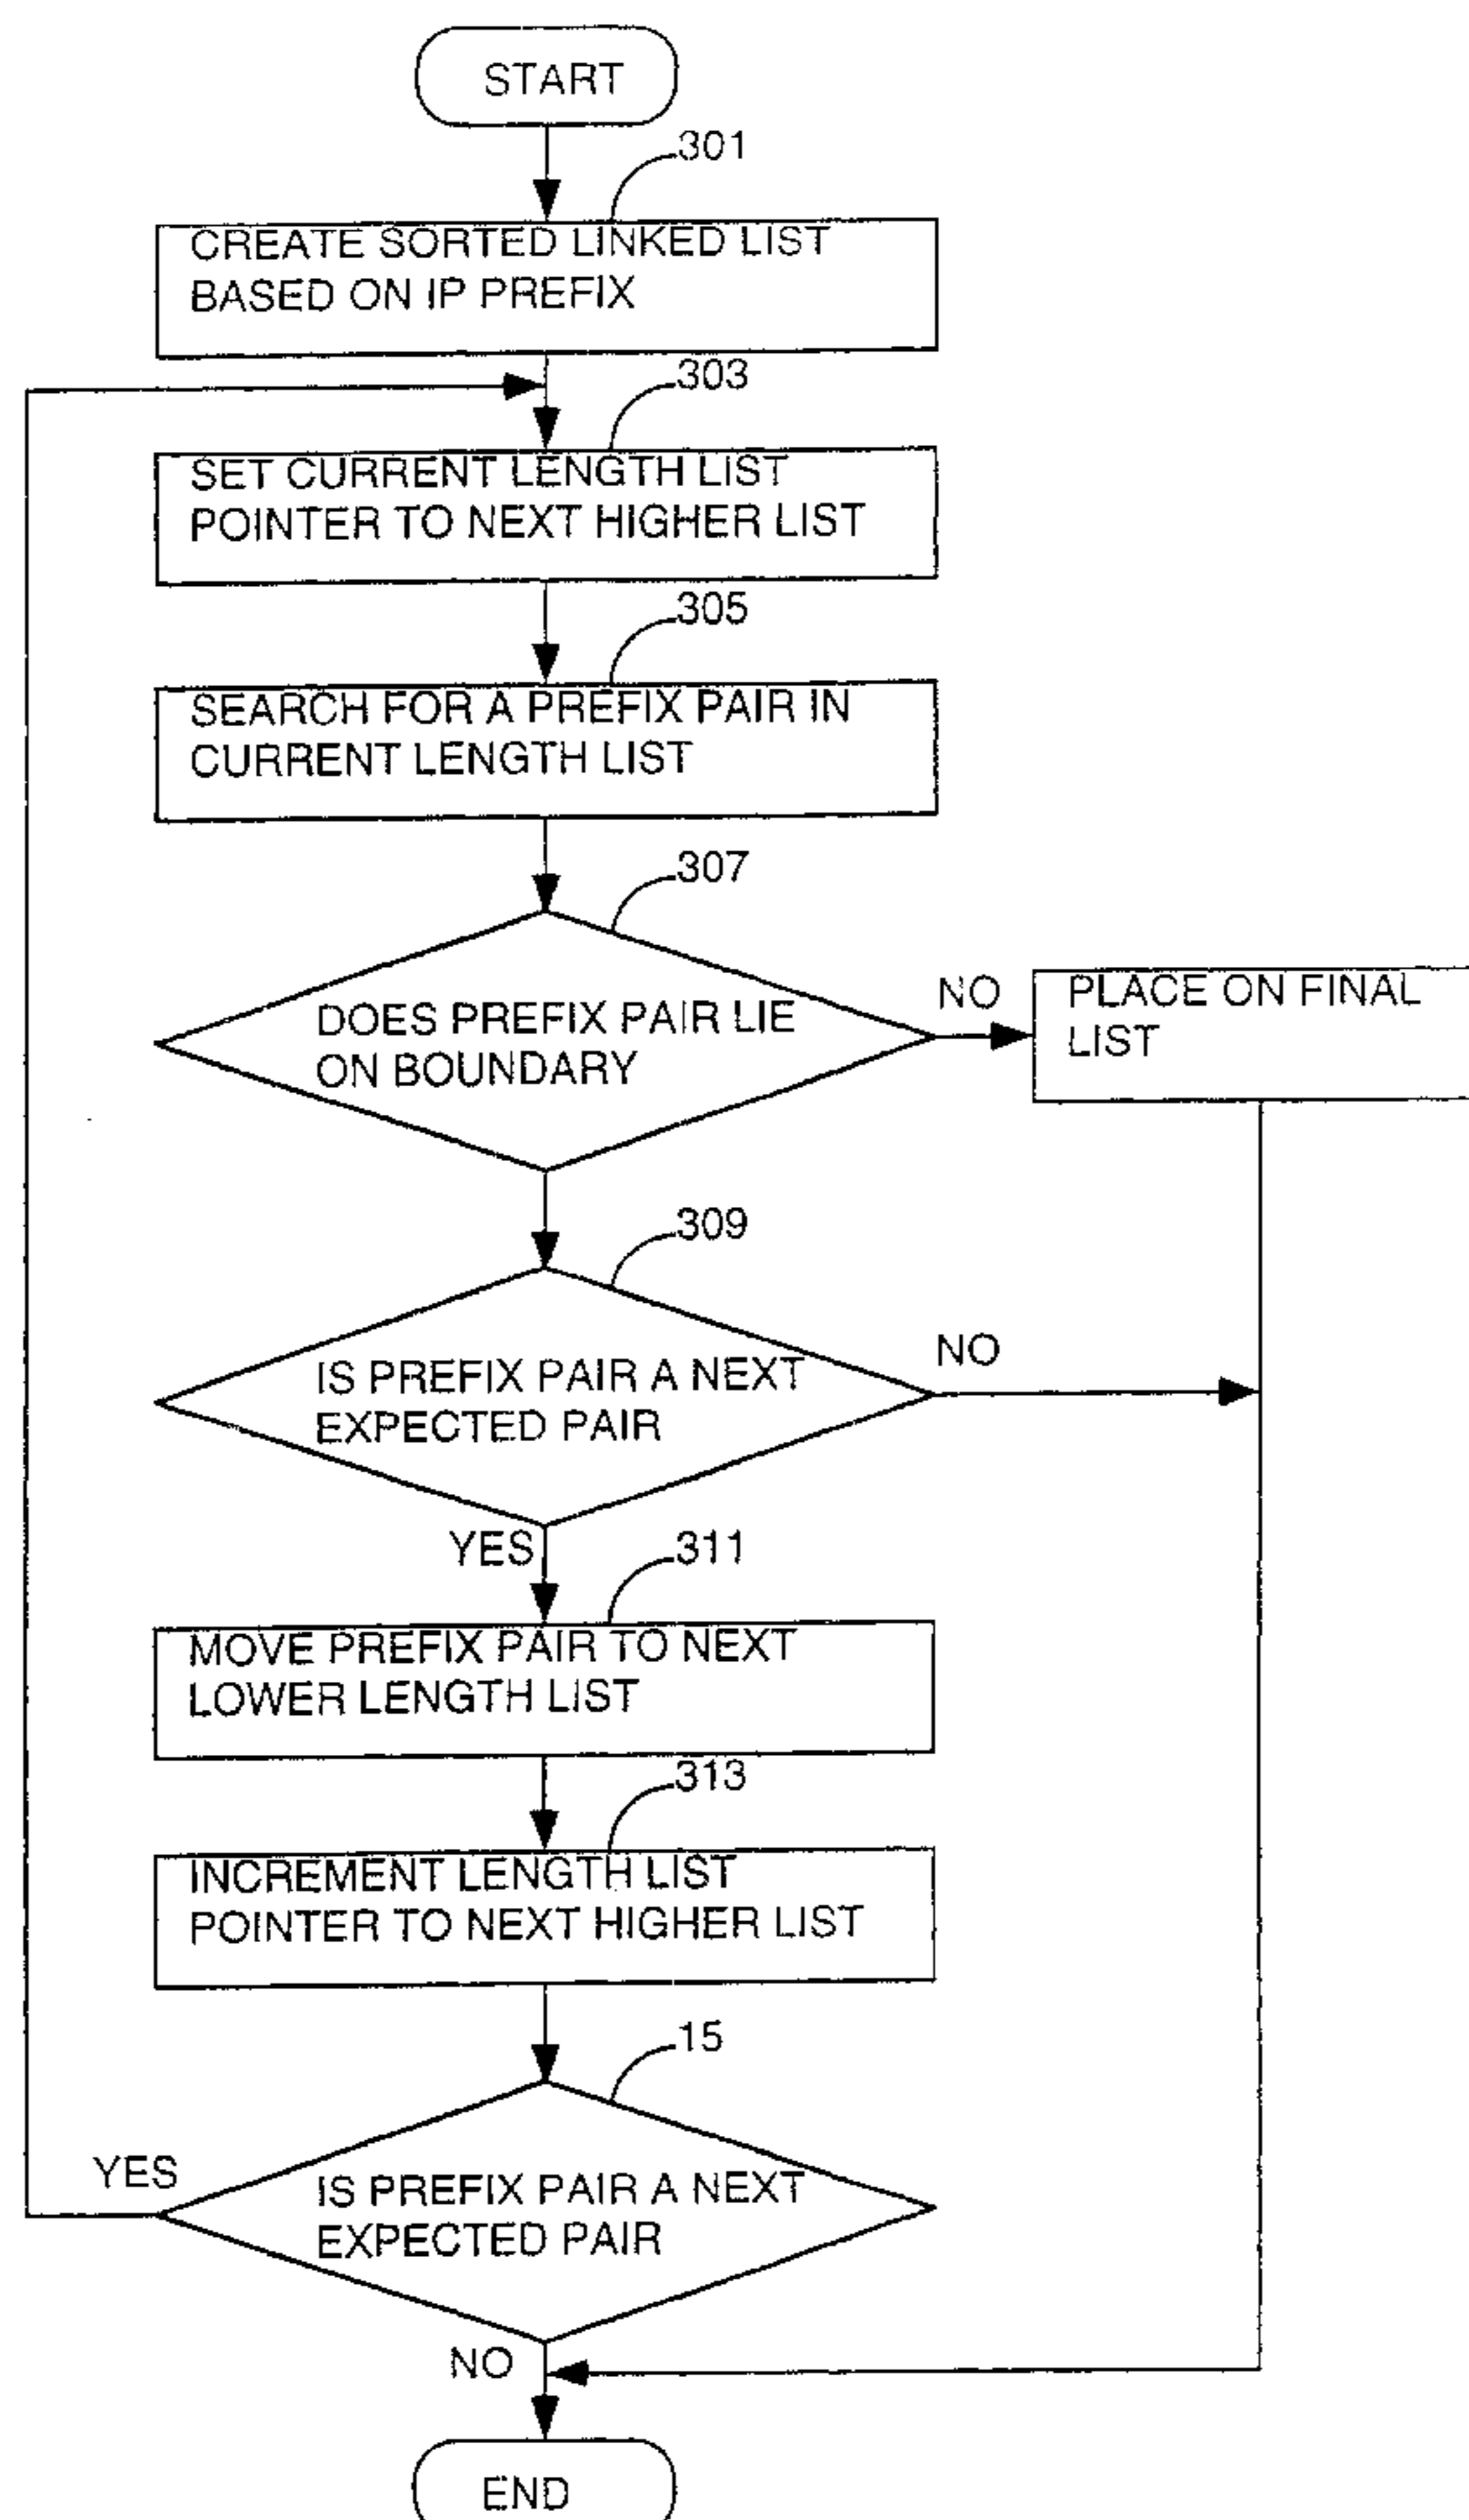 START
301
CREATE SORTED LINKED LIST
BASED ON IP PREFIX
303
SET CURRENT LENGTH LIST
POINTER TO NEXT HIGHER LIST
305
SEARCH FOR A PREFIX PAIR IN
CURRENT LENGTH LIST
307
DOES PREFIX PAIR LIE
ON BOUNDARY
NO
PLACE ON FINAL
LIST
309
IS PREFIX PAIR A NEXT
EXPECTED PAIR
NO
YES
311
MOVE PREFIX PAIR TO NEXT
LOWER LENGTH LIST
313
INCREMENT LENGTH LIST
POINTER TO NEXT HIGHER LIST
15
YES
IS PREFIX PAIR A NEXT
EXPECTED PAIR
NO
END